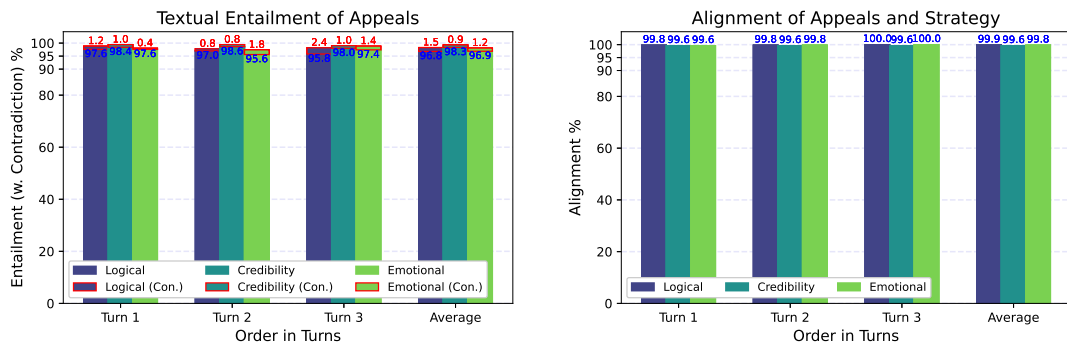 Textual Entailment of Appeals
Entailment (w. Contradiction) %
100
95
90
80
60
40
20
0
1.2 1.0 0.4 0.8 0.8 1.8 2.4 1.0 1.4 1.5 0.9 1.2
97.6 98.4 97.6 97.0 98.6 95.6 95.8 98.0 97.4 96.8 98.3 96.9
Logical Credibility Emotional
Logical (Con.) Credibility (Con.) Emotional (Con.)
Turn 1 Turn 2 Turn 3 Average
Order in Turns
Alignment of Appeals and Strategy
Alignment %
100
95
90
80
60
40
20
0
99.8 99.6 99.6 99.8 99.6 99.8 100.0 99.6 100.0 99.9 99.6 99.8
Logical Credibility Emotional
Turn 1 Turn 2 Turn 3 Average
Order in Turns